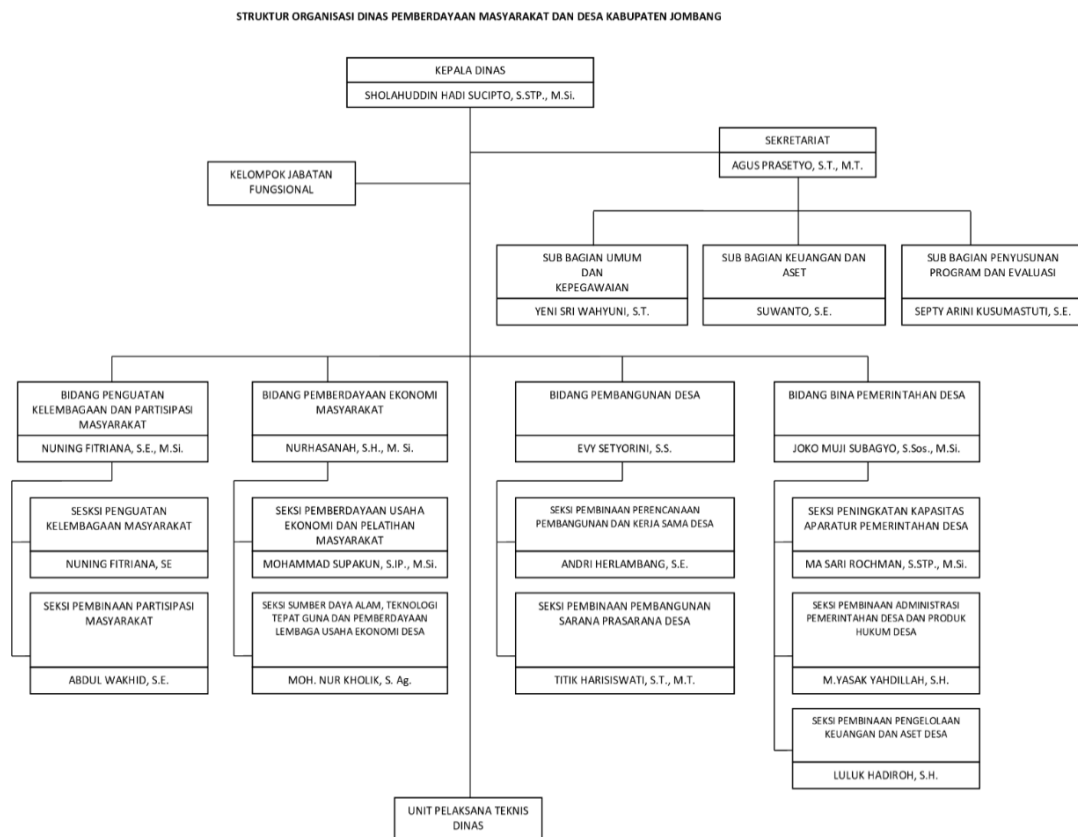 STRUKTUR ORGANISASI DINAS PEMBERDAYAAN MASYARAKAT DAN DESA KABUPATEN JOMBANG
KEPALA DINAS
SHOLAHUDDIN HADI SUCIPTO, S.STP., M.Si.
SEKRETARIAT
AGUS PRASETYO, S.T., M.T.
KELOMPOK JABATAN
FUNGSIONAL
SUB BAGIAN UMUM
DAN
KEPEGAWAIAN
YENI SRI WAHYUNI, S.T.
SUB BAGIAN KEUANGAN DAN
ASET
SUWANTO, S.E.
SUB BAGIAN PENYUSUNAN
PROGRAM DAN EVALUASI
SEPTY ARINI KUSUMASTUTI, S.E.
BIDANG PENGUATAN
KELEMBAGAAN DAN PARTISIPASI
MASYARAKAT
NUNING FITRIANA, S.E., M.Si.
BIDANG PEMBERDAYAAN EKONOMI
MASYARAKAT
NURHASANAH, S.H., M. Si.
BIDANG PEMBANGUNAN DESA
EVY SETYORINI, S.S.
BIDANG BINA PEMERINTAHAN DESA
JOKO MUJI SUBAGYO, S.Sos., M.Si.
SESKSI PENGUATAN
KELEMBAGAAN MASYARAKAT
NUNING FITRIANA, SE
SEKSI PEMBERDAYAAN USAHA
EKONOMI DAN PELATIHAN
MASYARAKAT
MOHAMMAD SUPAKUN, S.IP., M.Si.
SEKSI PEMBINAAN PERENCANAAN
PEMBANGUNAN DAN KERJA SAMA DESA
ANDRI HERLAMBANG, S.E.
SEKSI PENINGKATAN KAPASITAS
APARATUR PEMERINTAHAN DESA
MA SARI ROCHMAN, S.STP., M.Si.
SEKSI PEMBINAAN PARTISIPASI
MASYARAKAT
ABDUL WAKHID, S.E.
SEKSI SUMBER DAYA ALAM, TEKNOLOGI
TEPAT GUNA DAN PEMBERDAYAAN
LEMBAGA USAHA EKONOMI DESA
MOH. NUR KHOLIK, S. Ag.
SEKSI PEMBINAAN PEMBANGUNAN
SARANA PRASARANA DESA
TITIK HARISISWATI, S.T., M.T.
SEKSI PEMBINAAN ADMINISTRASI
PEMERINTAHAN DESA DAN PRODUK
HUKUM DESA
M.YASAK YAHDILLAH, S.H.
SEKSI PEMBINAAN PENGELOLAAN
KEUANGAN DAN ASET DESA
LULUK HADIROH, S.H.
UNIT PELAKSANA TEKNIS
DINAS